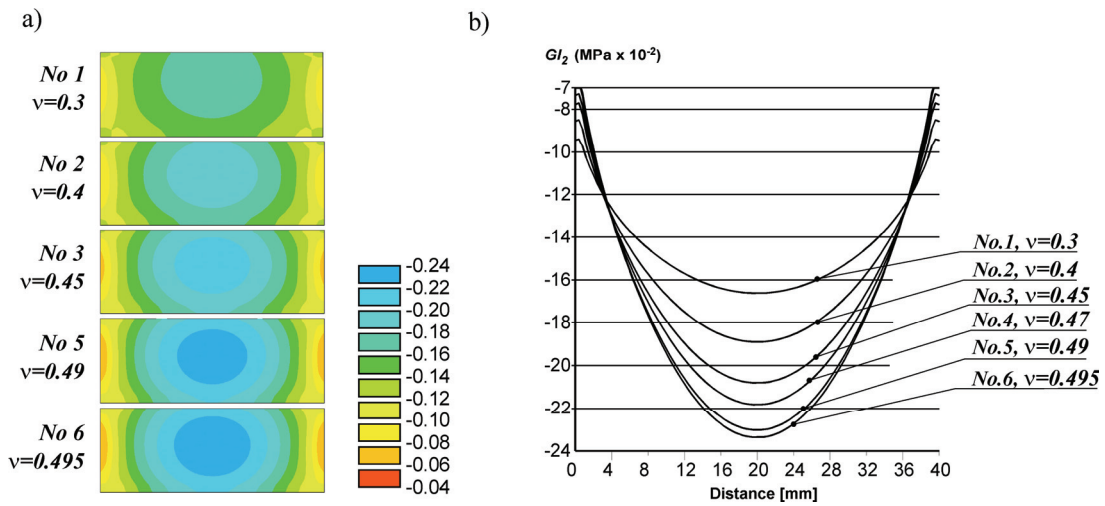 a)
No 1
ν=0.3
No 2
ν=0.4
No 3
ν=0.45
No 5
ν=0.49
No 6
ν=0.495
-0.24
-0.22
-0.20
-0.18
-0.16
-0.14
-0.12
-0.10
-0.08
-0.06
-0.04
b)
GI₂ (MPa x 10⁻²)
-7
-8
-10
-12
-14
-16
-18
-20
-22
-24
No.1, ν=0.3
No.2, ν=0.4
No.3, ν=0.45
No.4, ν=0.47
No.5, ν=0.49
No.6, ν=0.495
0 4 8 12 16 20 24 28 32 36 40
Distance [mm]